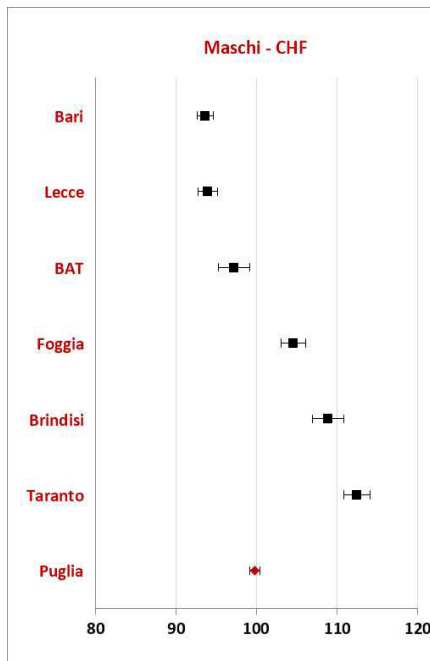 Maschi - CHF
Bari
Lecce
BAT
Foggia
Brindisi
Taranto
Puglia
80 90 100 110 120